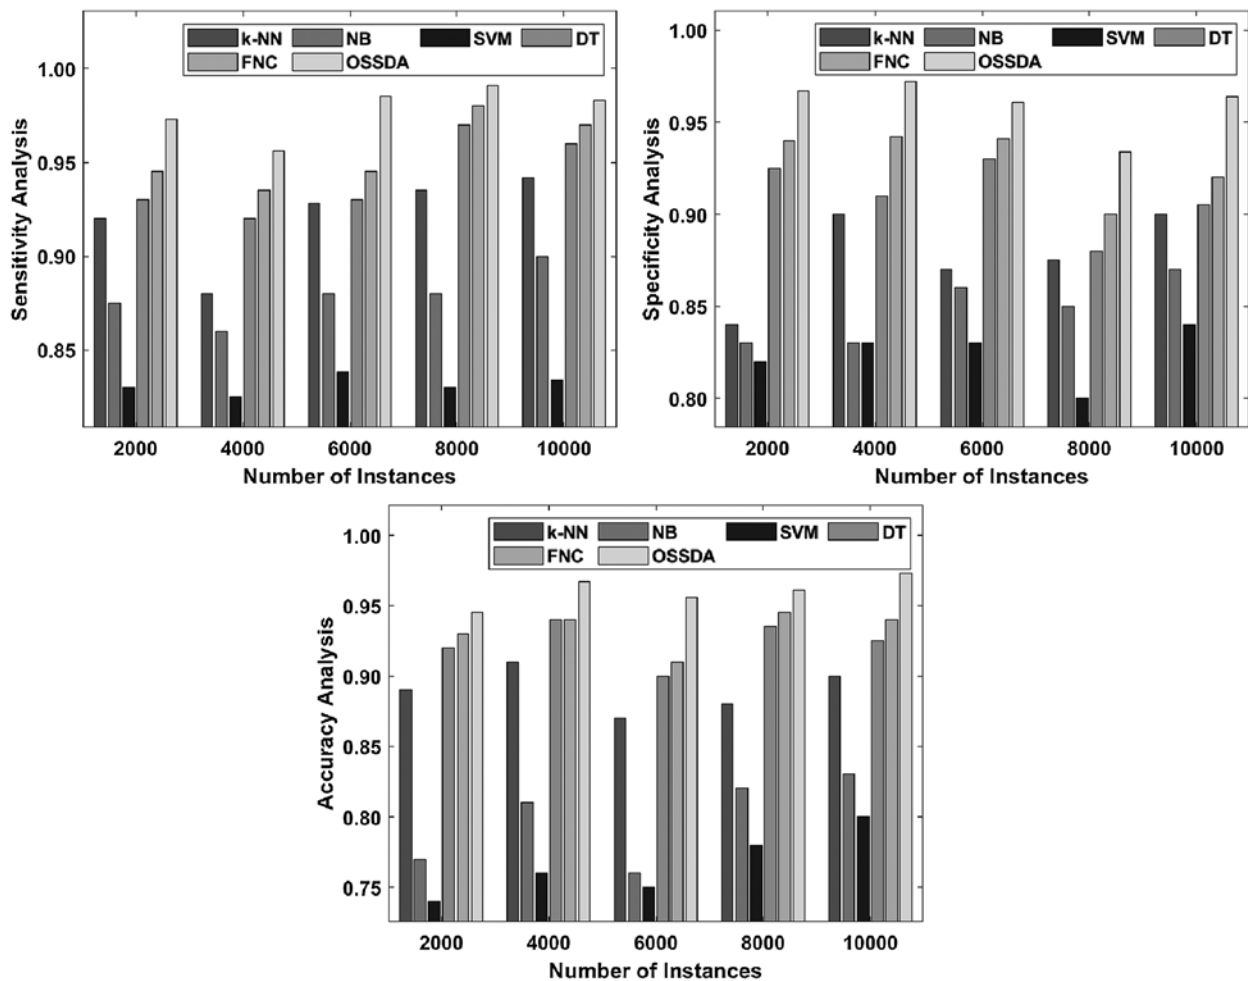 k-NN NB SVM DT
FNC OSSDA
1.00
0.95
0.90
0.85
Sensitivity Analysis
2000 4000 6000 8000 10000
Number of Instances
k-NN NB SVM DT
FNC OSSDA
1.00
0.95
0.90
0.85
0.80
Specificity Analysis
2000 4000 6000 8000 10000
Number of Instances
k-NN NB SVM DT
FNC OSSDA
1.00
0.95
0.90
0.85
0.80
0.75
Accuracy Analysis
2000 4000 6000 8000 10000
Number of Instances